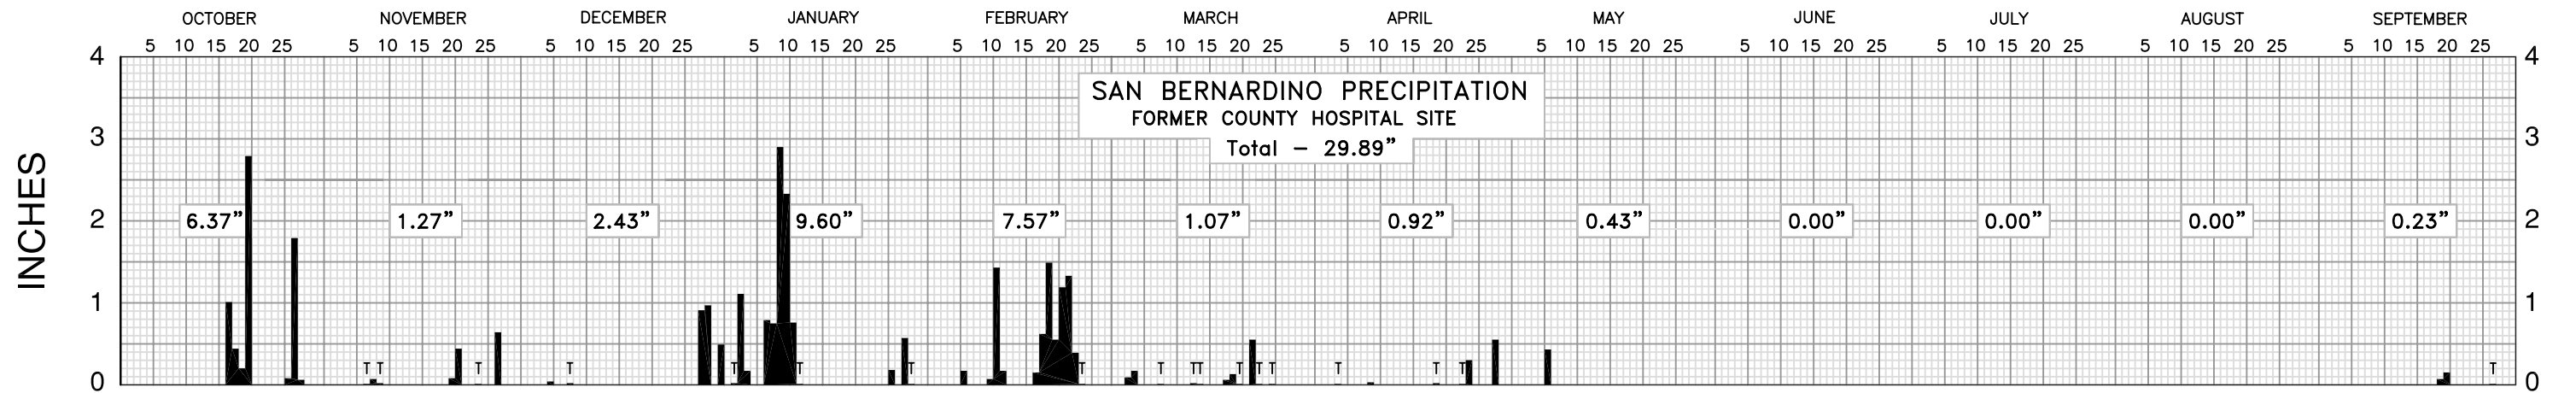 OCTOBER NOVEMBER DECEMBER JANUARY FEBRUARY MARCH APRIL MAY JUNE JULY AUGUST SEPTEMBER
5 10 15 20 25 5 10 15 20 25 5 10 15 20 25 5 10 15 20 25 5 10 15 20 25 5 10 15 20 25 5 10 15 20 25 5 10 15 20 25 5 10 15 20 25 5 10 15 20 25 5 10 15 20 25 5 10 15 20 25
4 4
SAN BERNARDINO PRECIPITATION
FORMER COUNTY HOSPITAL SITE
3 3
Total - 29.89"
INCHES
2 6.37" 1.27" 2.43" 9.60" 7.57" 1.07" 0.92" 0.43" 0.00" 0.00" 0.00" 0.23" 2
1 1
T T T T T T T T T T T T T T T T T T
0 0